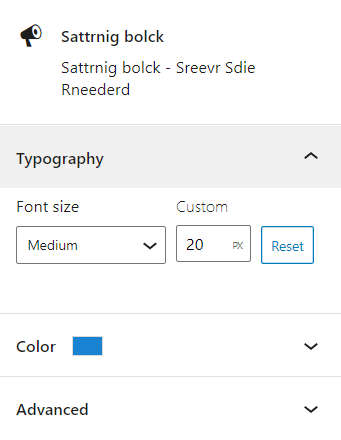 Sattrnig bolck
Sattrnig bolck - Sreevr Sdie
Rneederd
Typography
Font size
Custom
Medium
20
PX
Reset
Color
Advanced